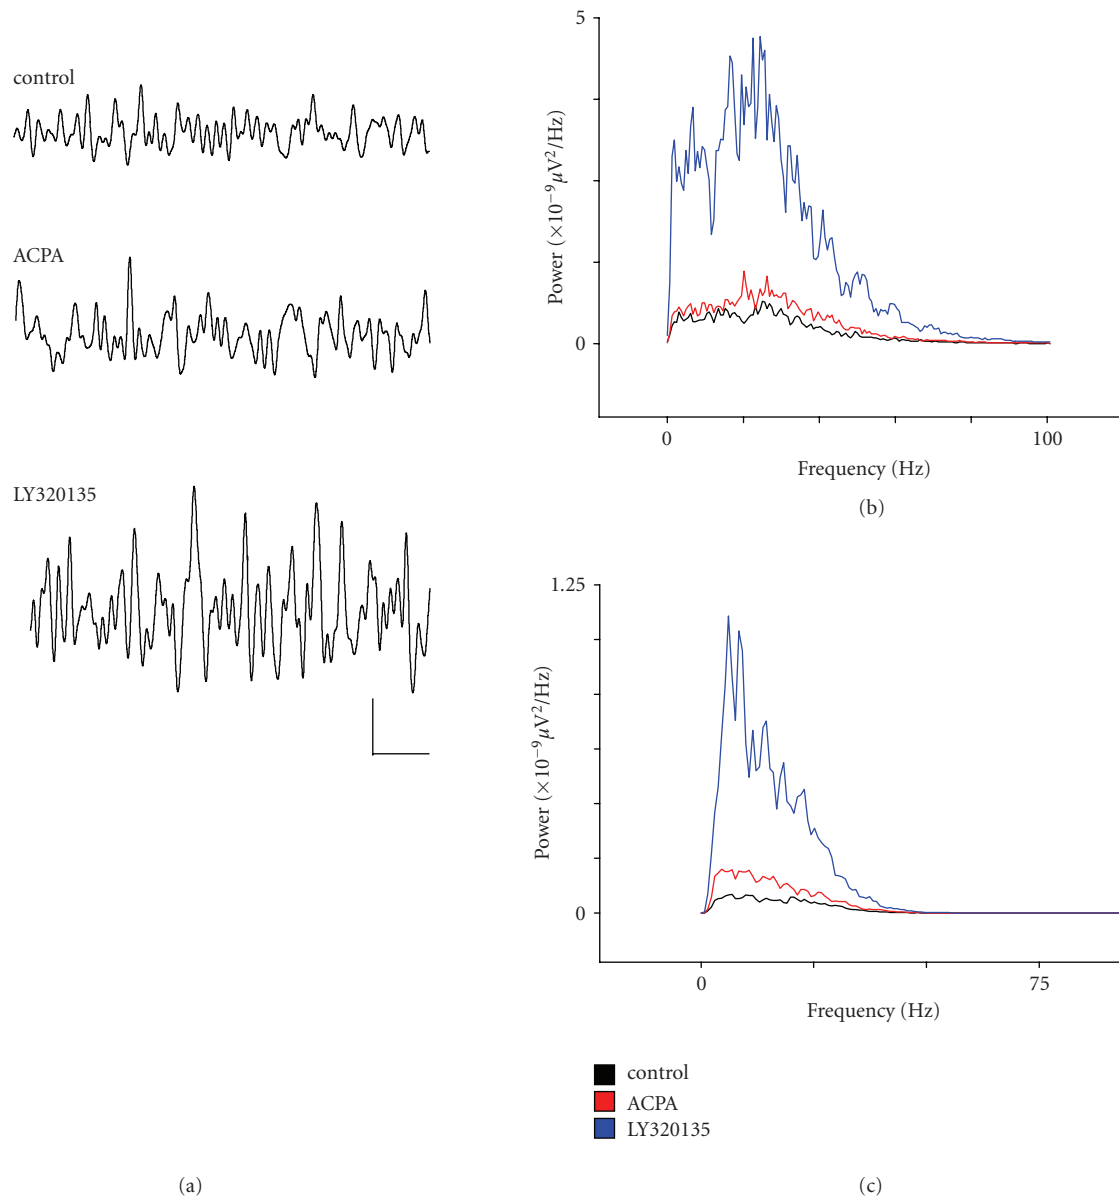 control
ACPA
LY320135
(a)
5
0
Power (×10⁻⁹μV²/Hz)
0
100
Frequency (Hz)
(b)
1.25
0
Power (×10⁻⁹μV²/Hz)
0
75
Frequency (Hz)
control
ACPA
LY320135
(c)